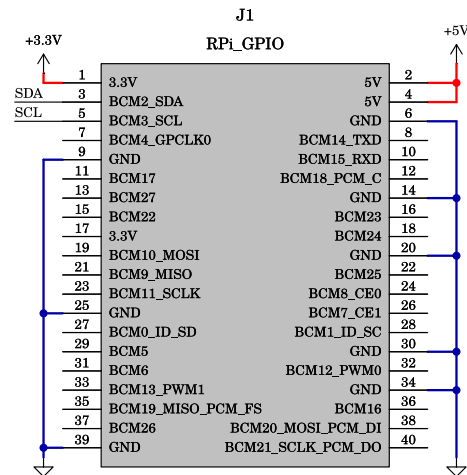 J1
RPi_GPIO
+3.3V
+5V
1 3.3V 5V 2
SDA 3 BCM2_SDA 5V 4
SCL 5 BCM3_SCL GND 6
7 BCM4_GPCLK0 BCM14_TXD 8
9 GND BCM15_RXD 10
11 BCM17 BCM18_PCM_C 12
13 BCM27 GND 14
15 BCM22 BCM23 16
17 3.3V BCM24 18
19 BCM10_MOSI GND 20
21 BCM9_MISO BCM25 22
23 BCM11_SCLK BCM8_CE0 24
25 GND BCM7_CE1 26
27 BCM0_ID_SD BCM1_ID_SC 28
29 BCM5 GND 30
31 BCM6 BCM12_PWM0 32
33 BCM13_PWM1 GND 34
35 BCM19_MISO_PCM_FS BCM16 36
37 BCM26 BCM20_MOSI_PCM_DI 38
39 GND BCM21_SCLK_PCM_DO 40